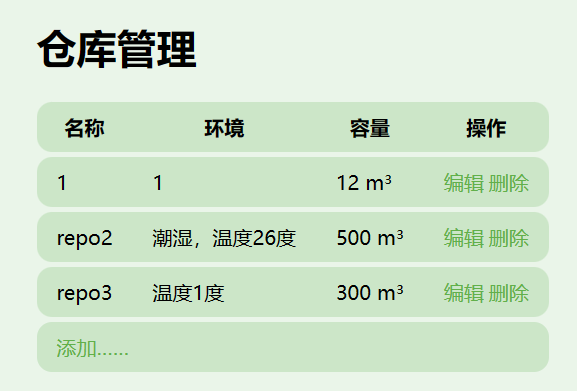 仓库管理
名称 环境 容量 操作
1 1 12 m³ 编辑 删除
repo2 潮湿，温度26度 500 m³ 编辑 删除
repo3 温度1度 300 m³ 编辑 删除
添加……